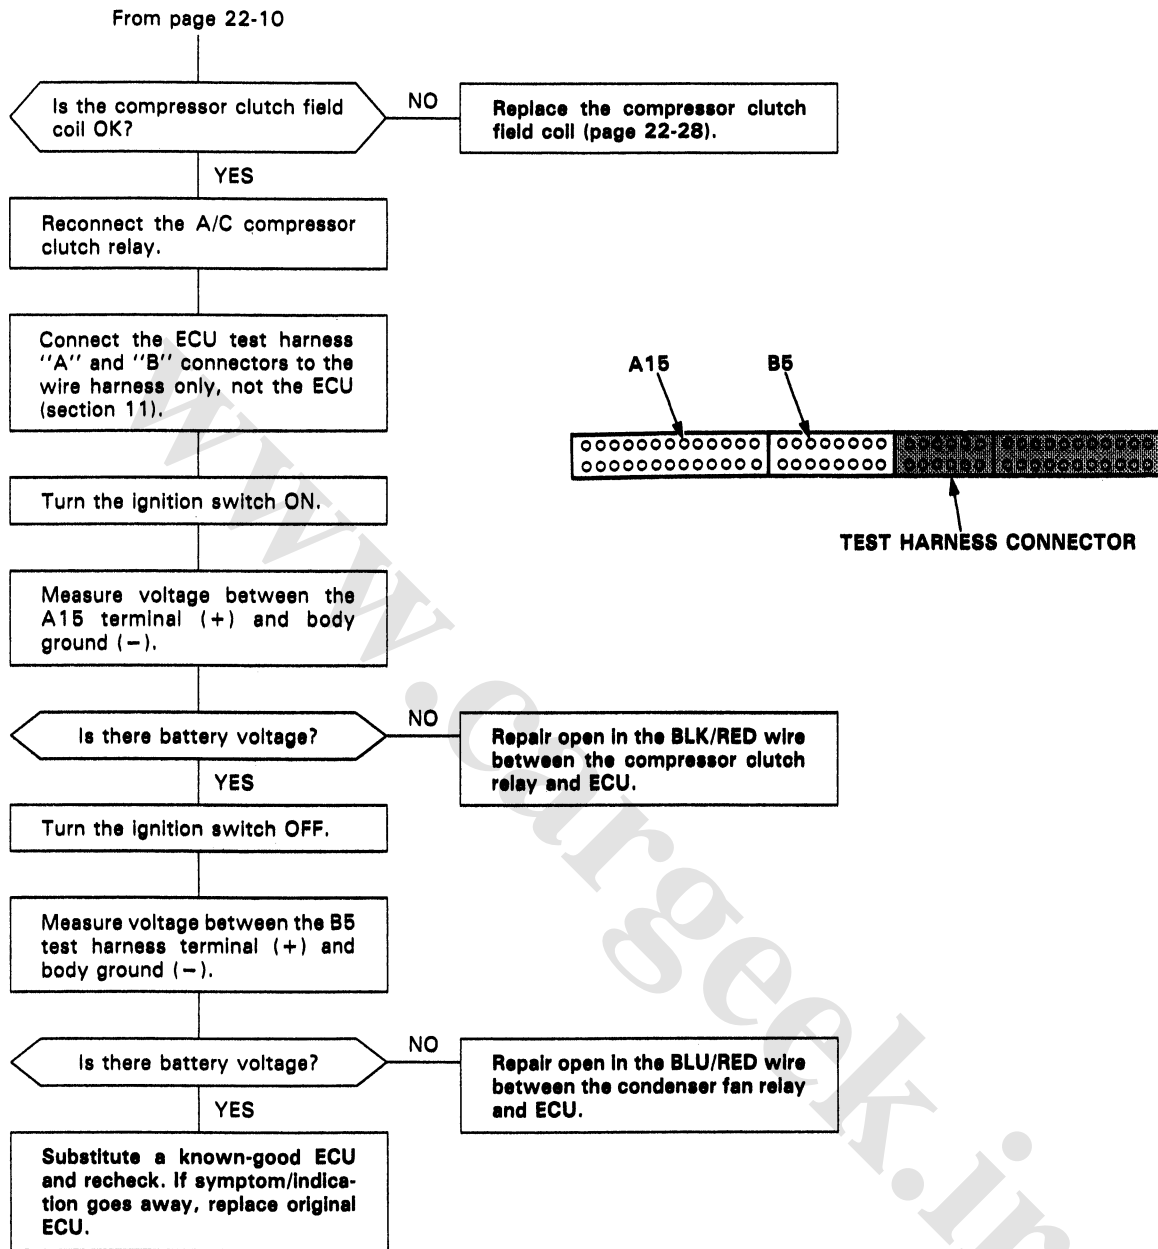 From page 22-10
Is the compressor clutch field
coil OK?
NO
Replace the compressor clutch
field coil (page 22-28).
YES
Reconnect the A/C compressor
clutch relay.
Connect the ECU test harness
"A" and "B" connectors to the
wire harness only, not the ECU
(section 11).
A15
B5
TEST HARNESS CONNECTOR
Turn the ignition switch ON.
Measure voltage between the
A15 terminal (+) and body
ground (−).
Is there battery voltage?
NO
Repair open in the BLK/RED wire
between the compressor clutch
relay and ECU.
YES
Turn the ignition switch OFF.
Measure voltage between the B5
test harness terminal (+) and
body ground (−).
Is there battery voltage?
NO
Repair open in the BLU/RED wire
between the condenser fan relay
and ECU.
YES
Substitute a known-good ECU
and recheck. If symptom/indica-
tion goes away, replace original
ECU.
www.cargeek.ir